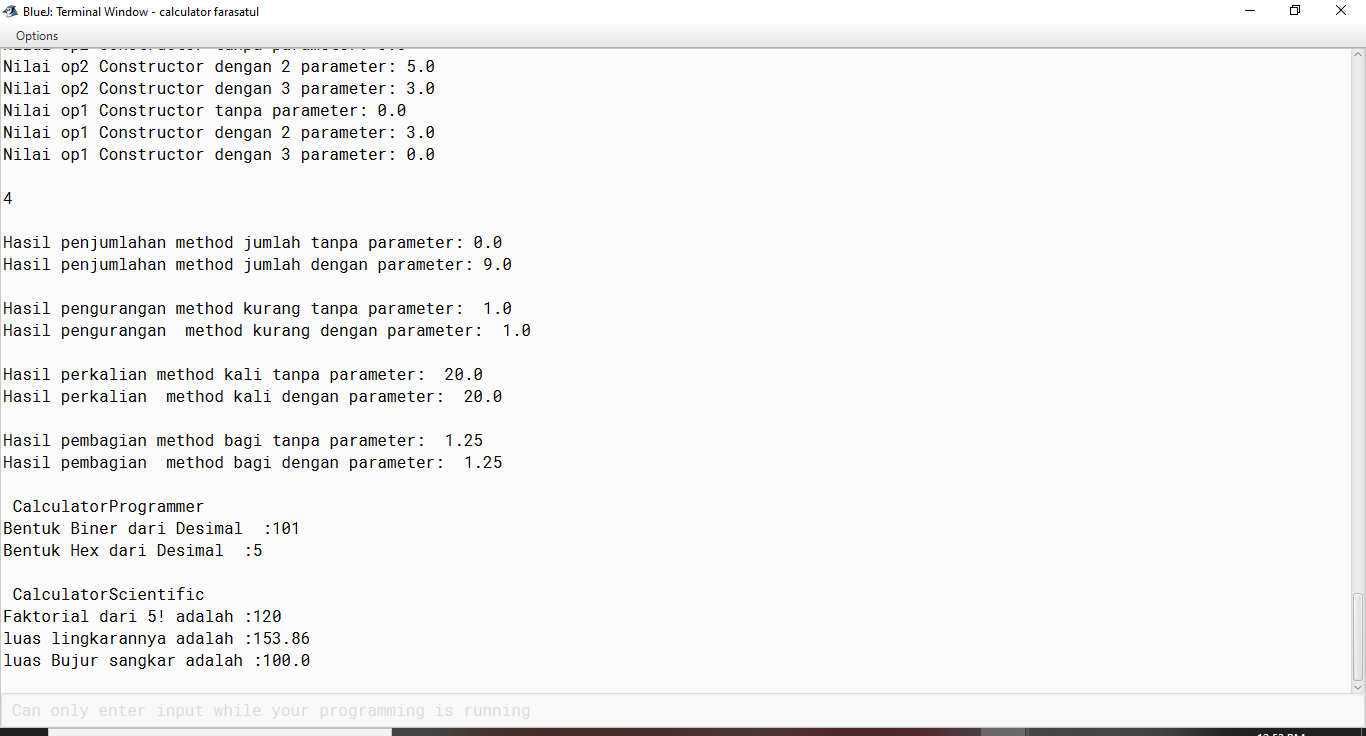 BlueJ: Terminal Window - calculator farasatul
Options
Nilai op2 Constructor tanpa parameter: 0.0
Nilai op2 Constructor dengan 2 parameter: 5.0
Nilai op2 Constructor dengan 3 parameter: 3.0
Nilai op1 Constructor tanpa parameter: 0.0
Nilai op1 Constructor dengan 2 parameter: 3.0
Nilai op1 Constructor dengan 3 parameter: 0.0
4
Hasil penjumlahan method jumlah tanpa parameter: 0.0
Hasil penjumlahan method jumlah dengan parameter: 9.0
Hasil pengurangan method kurang tanpa parameter:  1.0
Hasil pengurangan  method kurang dengan parameter:  1.0
Hasil perkalian method kali tanpa parameter:  20.0
Hasil perkalian  method kali dengan parameter:  20.0
Hasil pembagian method bagi tanpa parameter:  1.25
Hasil pembagian  method bagi dengan parameter:  1.25
CalculatorProgrammer
Bentuk Biner dari Desimal  :101
Bentuk Hex dari Desimal  :5
CalculatorScientific
Faktorial dari 5! adalah :120
luas lingkarannya adalah :153.86
luas Bujur sangkar adalah :100.0
Can only enter input while your programming is running